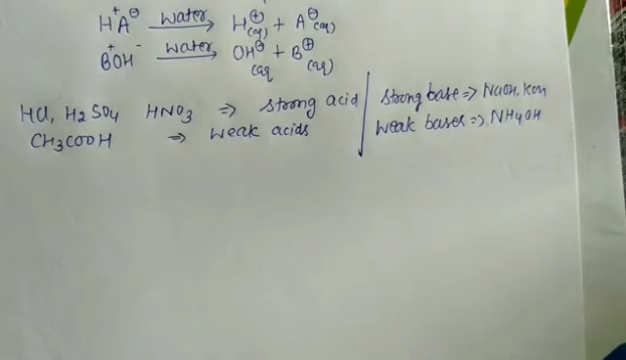 H⁺A⊖ —water→ H⊕(aq) + A⊖(aq)
B⁺OH⁻ —water→ OH⊖(aq + B⊕(aq)
HCl, H2SO4 HNO3 ⇒ strong acid
CH3COOH ⇒ weak acids
strong base ⇒ NaOH, KOH
weak bases ⇒ NH4OH